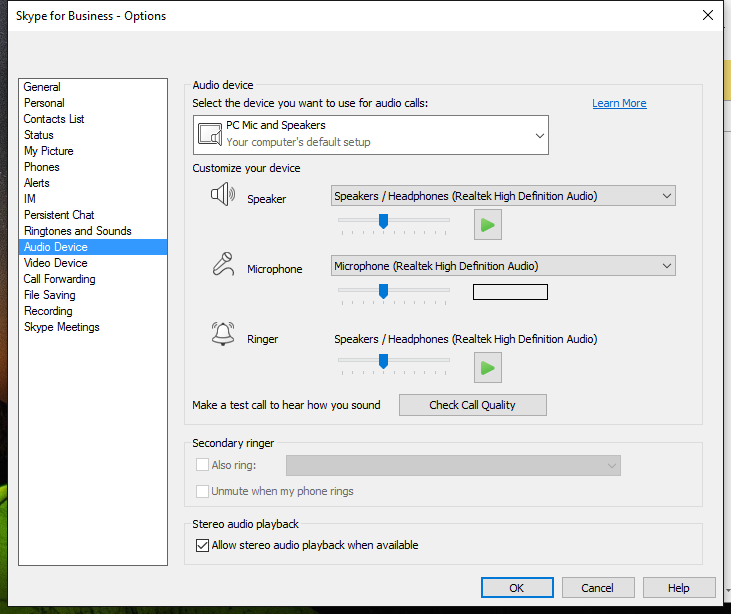 Skype for Business - Options
General
Personal
Contacts List
Status
My Picture
Phones
Alerts
IM
Persistent Chat
Ringtones and Sounds
Audio Device
Video Device
Call Forwarding
File Saving
Recording
Skype Meetings
Audio device
Select the device you want to use for audio calls:
Learn More
PC Mic and Speakers
Your computer's default setup
Customize your device
Speaker
Speakers / Headphones (Realtek High Definition Audio)
Microphone
Microphone (Realtek High Definition Audio)
Ringer
Speakers / Headphones (Realtek High Definition Audio)
Make a test call to hear how you sound
Check Call Quality
Secondary ringer
Also ring:
Unmute when my phone rings
Stereo audio playback
Allow stereo audio playback when available
OK
Cancel
Help